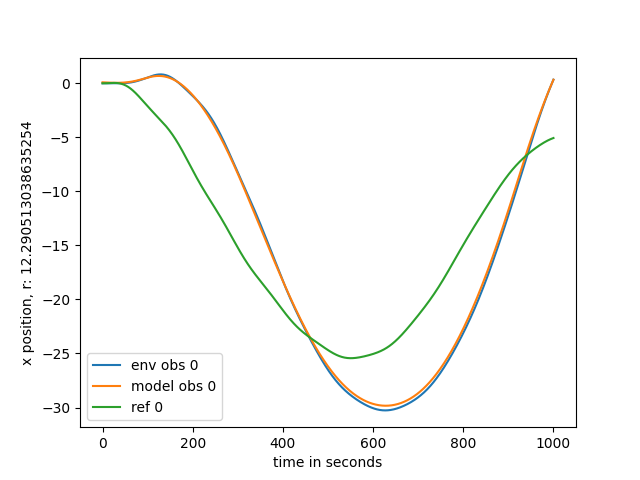 0
−5
−10
−15
−20
−25
−30
x position, r: 12.290513038635254
env obs 0
model obs 0
ref 0
0
200
400
600
800
1000
time in seconds